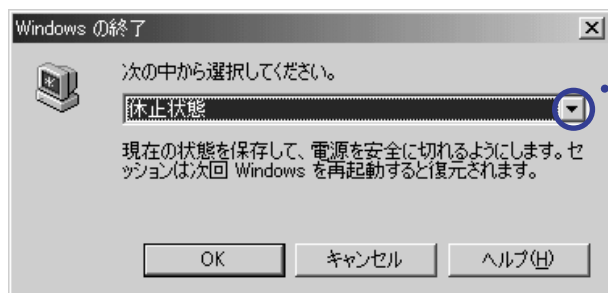 Windows の終了
次の中から選択してください。
休止状態
現在の状態を保存して、電源を安全に切れるようにします。セ
ッションは次回 Windows を再起動すると復元されます。
OK
キャンセル
ヘルプ(H)